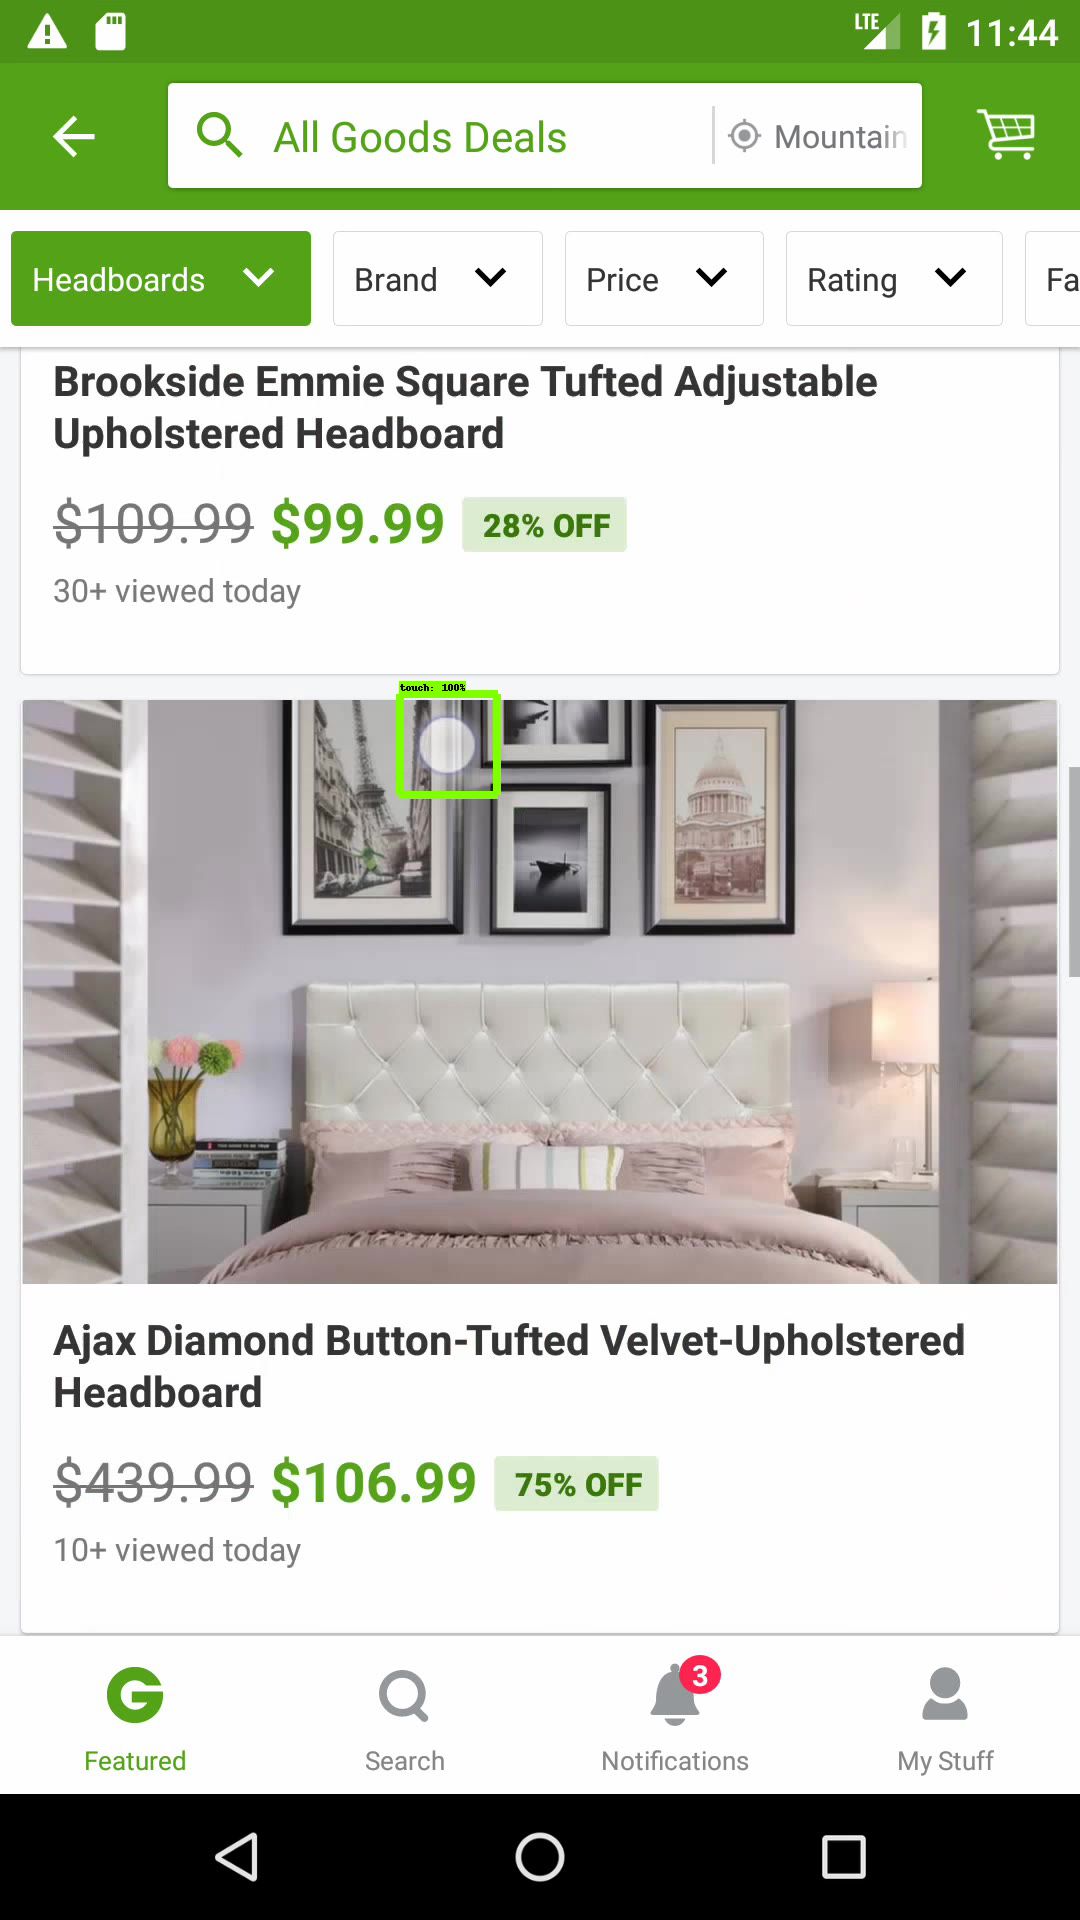 LTE 11:44
All Goods Deals Mountain
Headboards Brand Price Rating Fa
Brookside Emmie Square Tufted Adjustable
Upholstered Headboard
$109.99 $99.99 28% OFF
30+ viewed today
touch: 100%
Ajax Diamond Button-Tufted Velvet-Upholstered
Headboard
$439.99 $106.99 75% OFF
10+ viewed today
3
Featured Search Notifications My Stuff